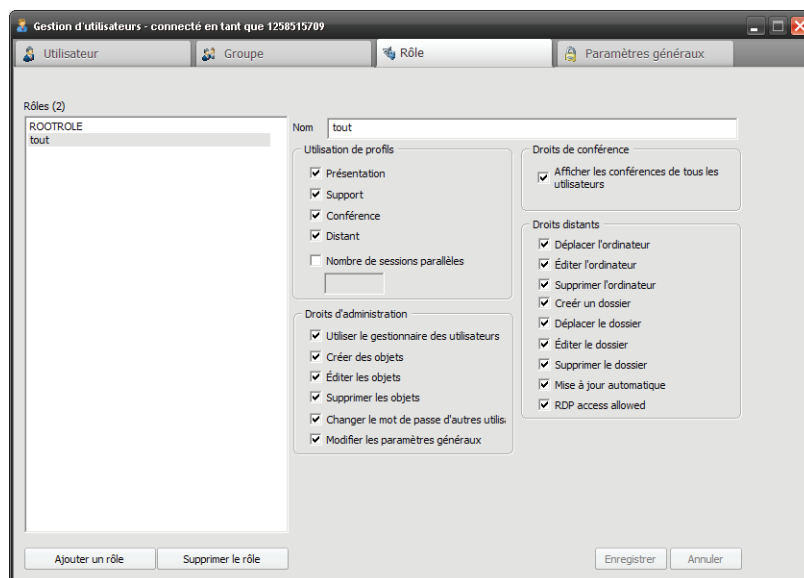 Gestion d'utilisateurs - connecté en tant que 1258515709
Utilisateur
Groupe
Rôle
Paramètres généraux
Rôles (2)
ROOTROLE
tout
Nom
tout
Utilisation de profils
Présentation
Support
Conférence
Distant
Nombre de sessions parallèles
Droits d'administration
Utiliser le gestionnaire des utilisateurs
Créer des objets
Éditer les objets
Supprimer les objets
Changer le mot de passe d'autres utilis
Modifier les paramètres généraux
Droits de conférence
Afficher les conférences de tous les
utilisateurs
Droits distants
Déplacer l'ordinateur
Éditer l'ordinateur
Supprimer l'ordinateur
Creér un dossier
Déplacer le dossier
Éditer le dossier
Supprimer le dossier
Mise à jour automatique
RDP access allowed
Ajouter un rôle
Supprimer le rôle
Enregistrer
Annuler